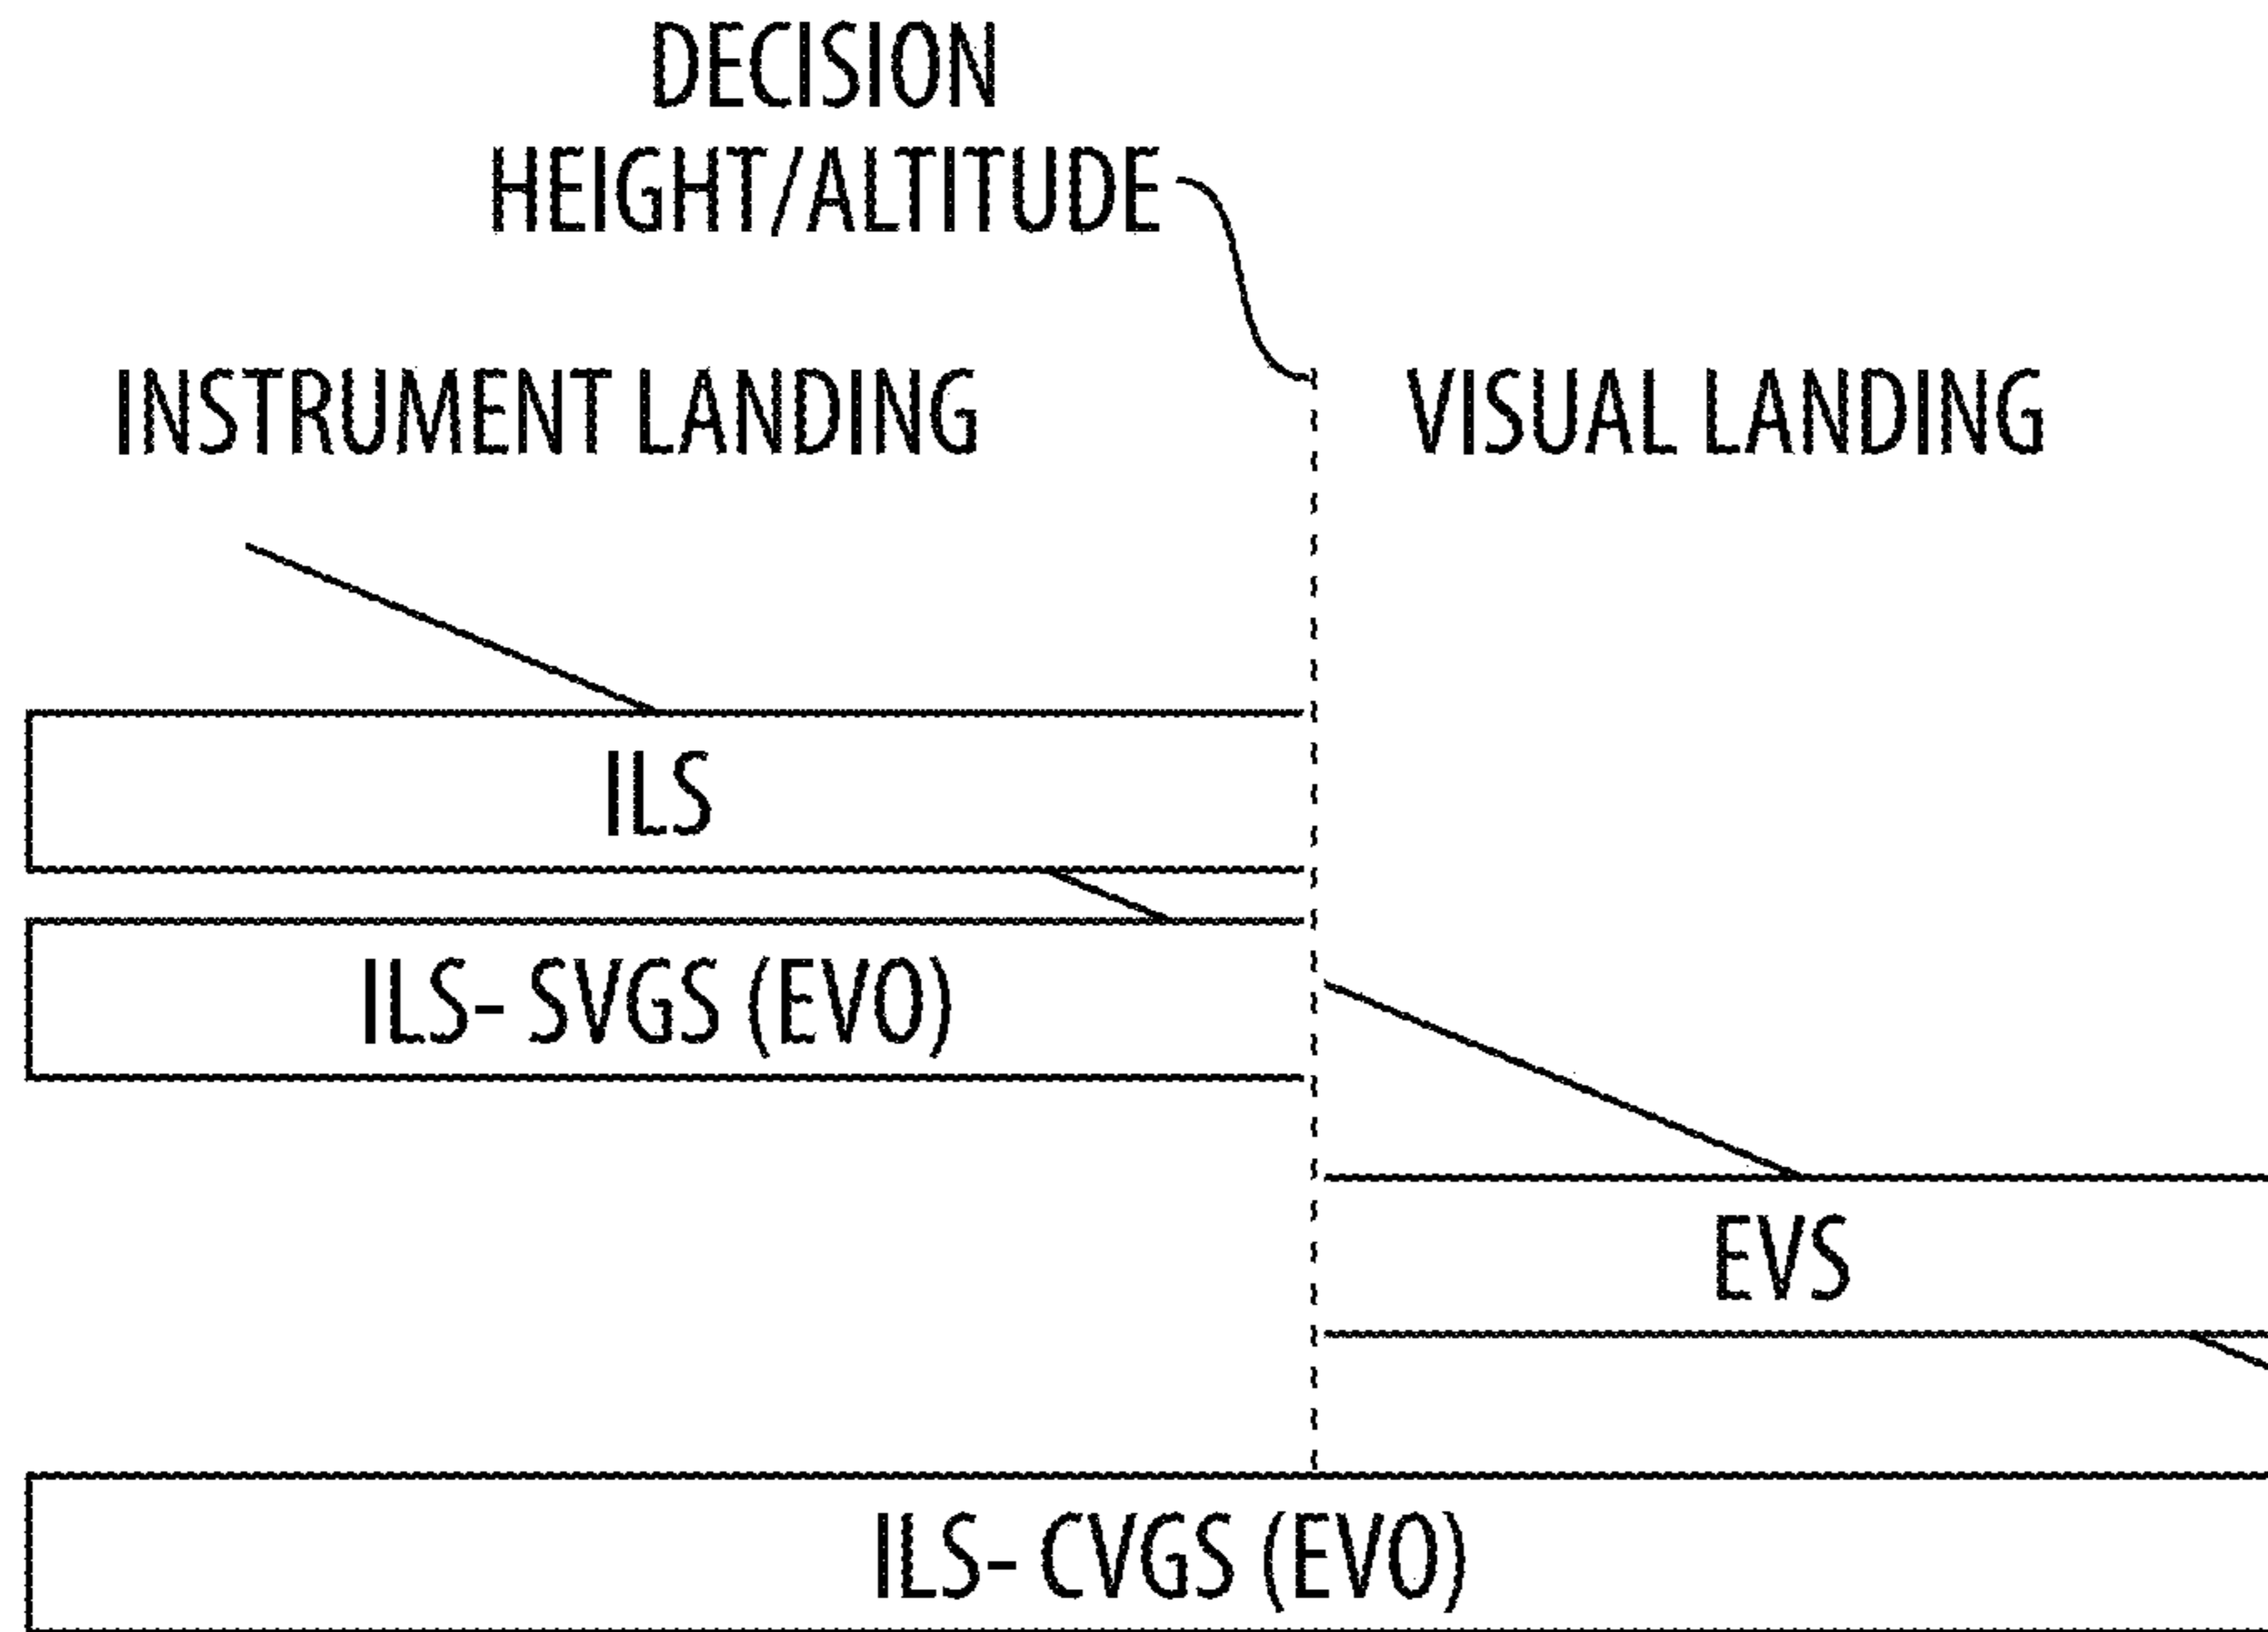 DECISION
HEIGHT/ALTITUDE
INSTRUMENT LANDING
VISUAL LANDING
ILS
ILS- SVGS (EVO)
EVS
ILS- CVGS (EVO)